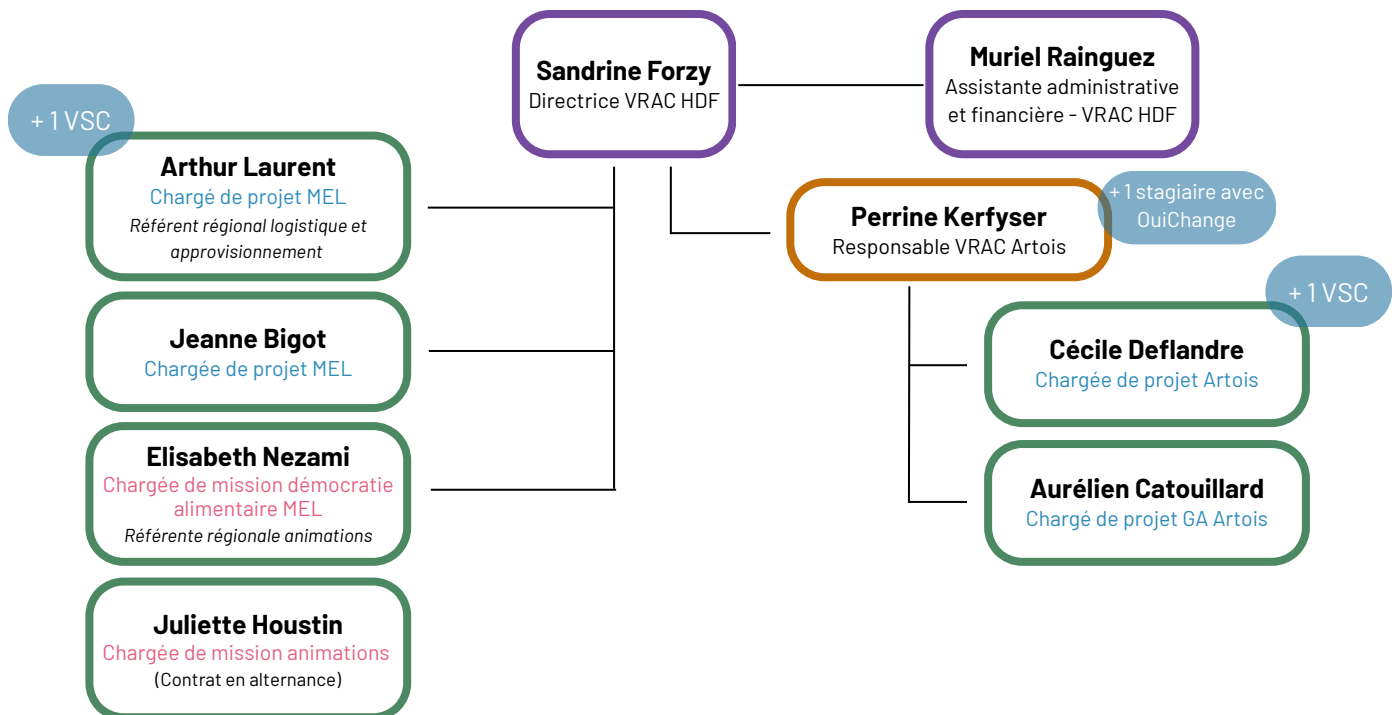 Sandrine Forzy
Directrice VRAC HDF
Muriel Rainguez
Assistante administrative
et financière - VRAC HDF
+ 1 VSC
Arthur Laurent
Chargé de projet MEL
Référent régional logistique et
approvisionnement
Jeanne Bigot
Chargée de projet MEL
Elisabeth Nezami
Chargée de mission démocratie
alimentaire MEL
Référente régionale animations
Juliette Houstin
Chargée de mission animations
(Contrat en alternance)
Perrine Kerfyser
Responsable VRAC Artois
+ 1 stagiaire avec
OuiChange
+ 1 VSC
Cécile Deflandre
Chargée de projet Artois
Aurélien Catouillard
Chargé de projet GA Artois